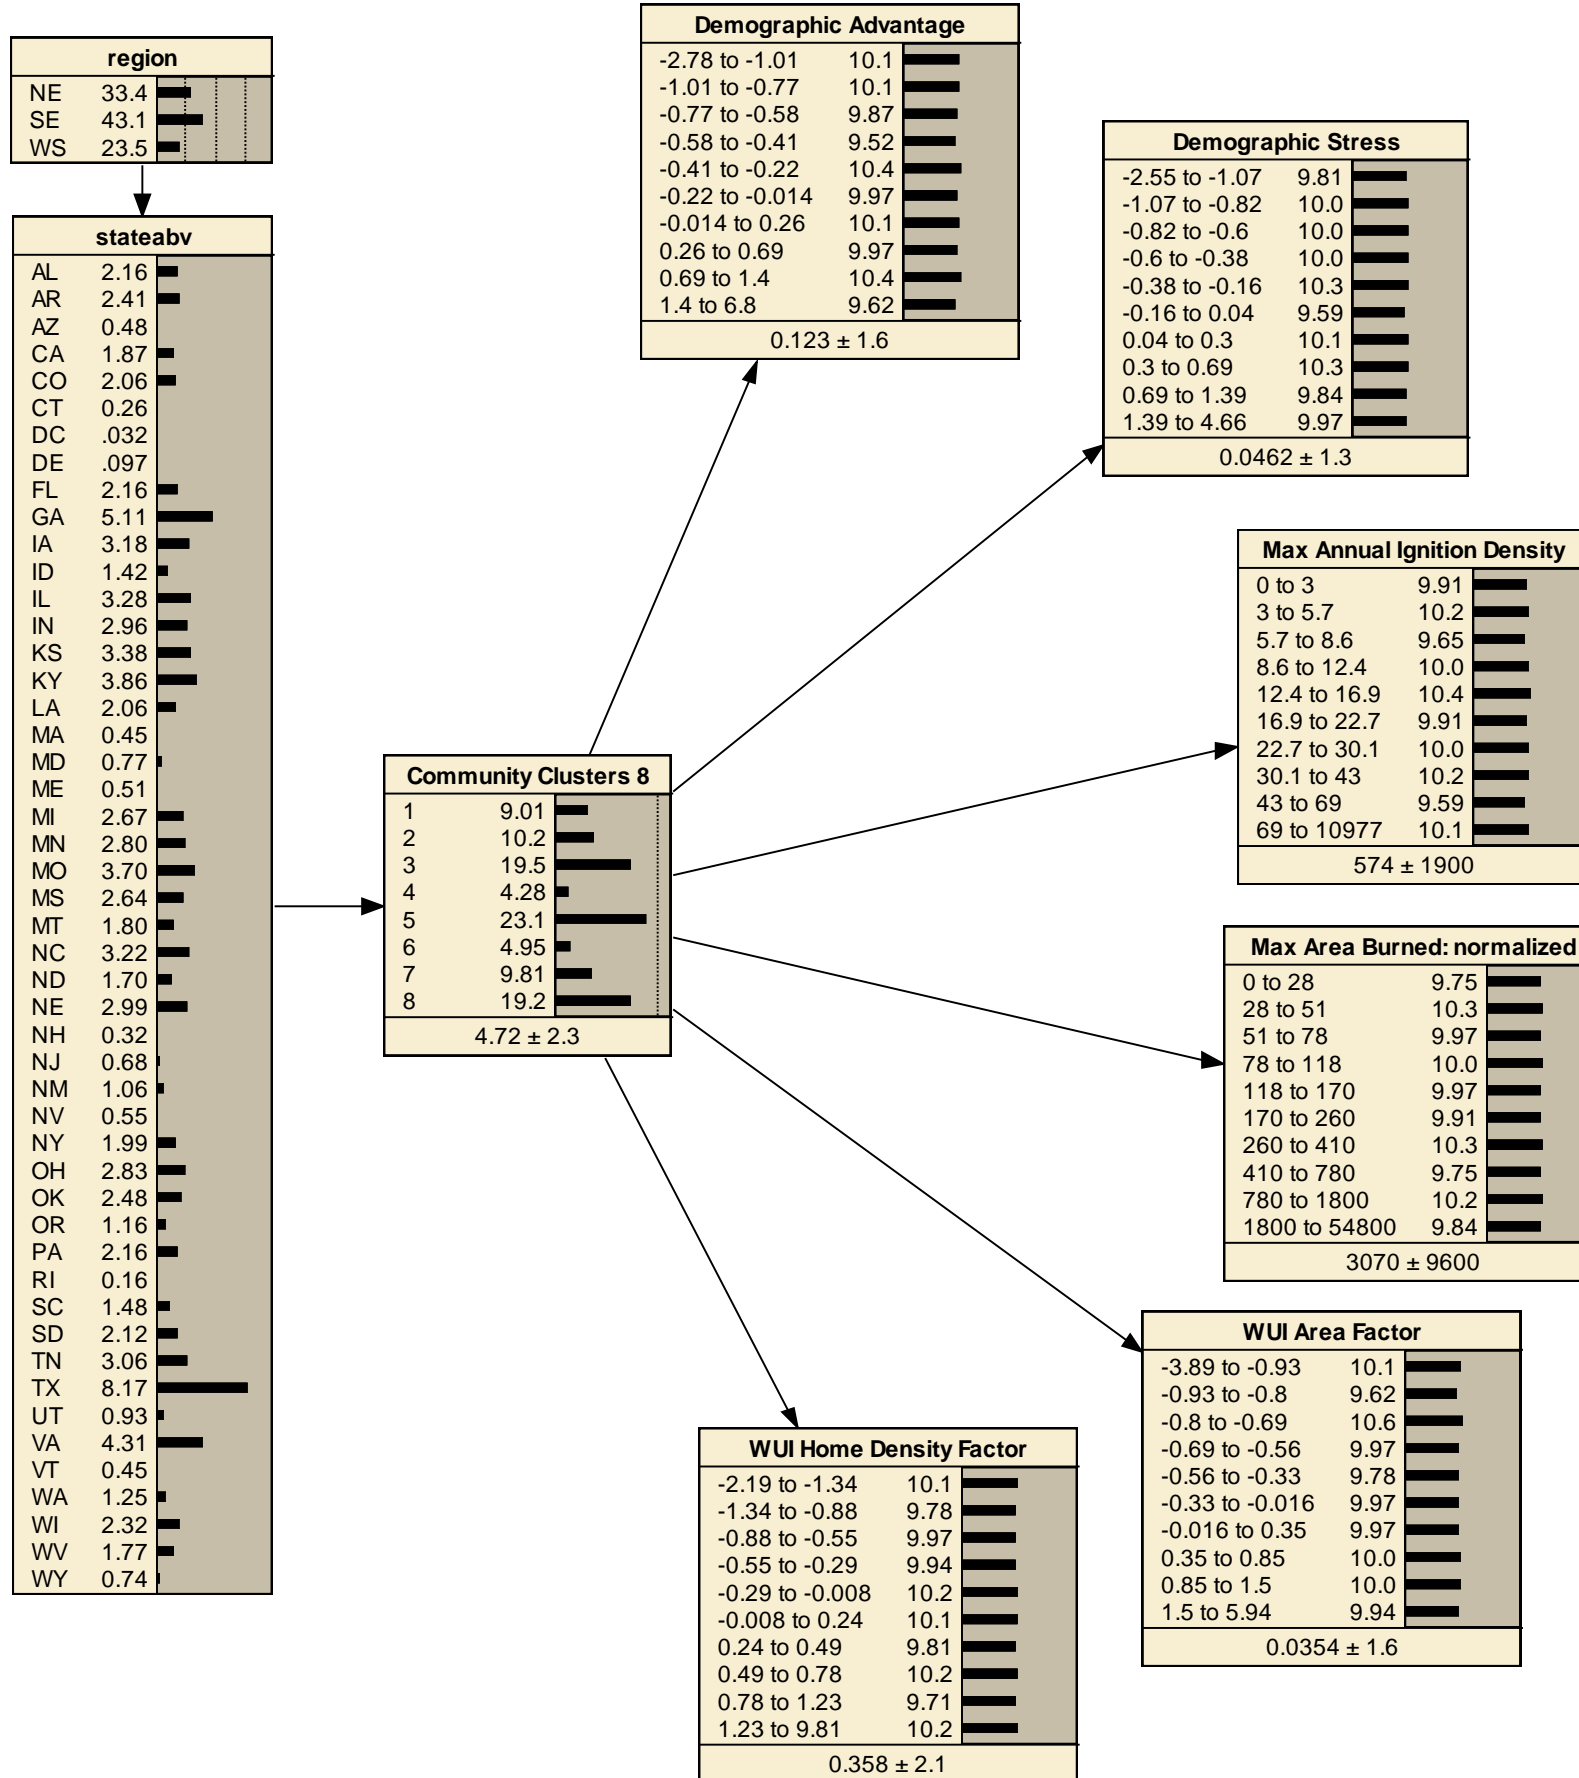 region
NE 33.4
SE 43.1
WS 23.5
stateabv
AL 2.16
AR 2.41
AZ 0.48
CA 1.87
CO 2.06
CT 0.26
DC .032
DE .097
FL 2.16
GA 5.11
IA 3.18
ID 1.42
IL 3.28
IN 2.96
KS 3.38
KY 3.86
LA 2.06
MA 0.45
MD 0.77
ME 0.51
MI 2.67
MN 2.80
MO 3.70
MS 2.64
MT 1.80
NC 3.22
ND 1.70
NE 2.99
NH 0.32
NJ 0.68
NM 1.06
NV 0.55
NY 1.99
OH 2.83
OK 2.48
OR 1.16
PA 2.16
RI 0.16
SC 1.48
SD 2.12
TN 3.06
TX 8.17
UT 0.93
VA 4.31
VT 0.45
WA 1.25
WI 2.32
WV 1.77
WY 0.74
Community Clusters 8
1 9.01
2 10.2
3 19.5
4 4.28
5 23.1
6 4.95
7 9.81
8 19.2
4.72 ± 2.3
Demographic Advantage
-2.78 to -1.01 10.1
-1.01 to -0.77 10.1
-0.77 to -0.58 9.87
-0.58 to -0.41 9.52
-0.41 to -0.22 10.4
-0.22 to -0.014 9.97
-0.014 to 0.26 10.1
0.26 to 0.69 9.97
0.69 to 1.4 10.4
1.4 to 6.8 9.62
0.123 ± 1.6
Demographic Stress
-2.55 to -1.07 9.81
-1.07 to -0.82 10.0
-0.82 to -0.6 10.0
-0.6 to -0.38 10.0
-0.38 to -0.16 10.3
-0.16 to 0.04 9.59
0.04 to 0.3 10.1
0.3 to 0.69 10.3
0.69 to 1.39 9.84
1.39 to 4.66 9.97
0.0462 ± 1.3
Max Annual Ignition Density
0 to 3 9.91
3 to 5.7 10.2
5.7 to 8.6 9.65
8.6 to 12.4 10.0
12.4 to 16.9 10.4
16.9 to 22.7 9.91
22.7 to 30.1 10.0
30.1 to 43 10.2
43 to 69 9.59
69 to 10977 10.1
574 ± 1900
Max Area Burned: normalized
0 to 28 9.75
28 to 51 10.3
51 to 78 9.97
78 to 118 10.0
118 to 170 9.97
170 to 260 9.91
260 to 410 10.3
410 to 780 9.75
780 to 1800 10.2
1800 to 54800 9.84
3070 ± 9600
WUI Area Factor
-3.89 to -0.93 10.1
-0.93 to -0.8 9.62
-0.8 to -0.69 10.6
-0.69 to -0.56 9.97
-0.56 to -0.33 9.78
-0.33 to -0.016 9.97
-0.016 to 0.35 9.97
0.35 to 0.85 10.0
0.85 to 1.5 10.0
1.5 to 5.94 9.94
0.0354 ± 1.6
WUI Home Density Factor
-2.19 to -1.34 10.1
-1.34 to -0.88 9.78
-0.88 to -0.55 9.97
-0.55 to -0.29 9.94
-0.29 to -0.008 10.2
-0.008 to 0.24 10.1
0.24 to 0.49 9.81
0.49 to 0.78 10.2
0.78 to 1.23 9.71
1.23 to 9.81 10.2
0.358 ± 2.1